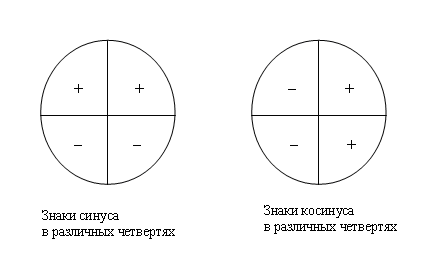 + +
– –
– +
– +
Знаки синуса
в различных четвертях
Знаки косинуса
в различных четвертях